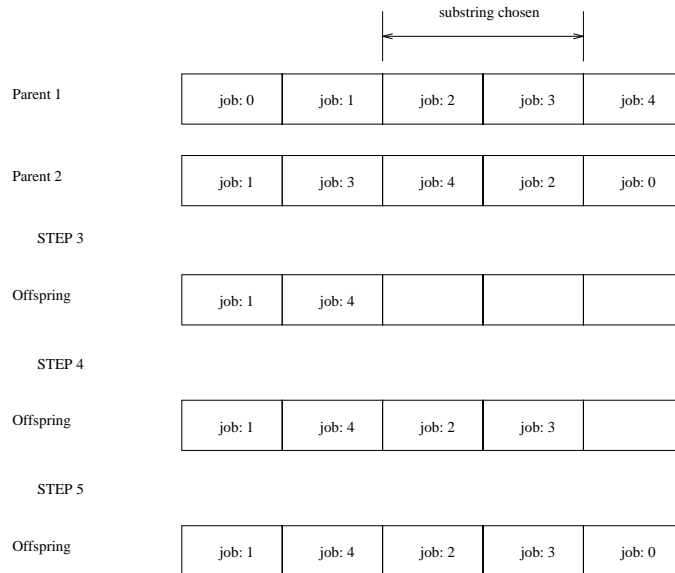 substring chosen
Parent 1 job: 0 job: 1 job: 2 job: 3 job: 4
Parent 2 job: 1 job: 3 job: 4 job: 2 job: 0
STEP 3
Offspring job: 1 job: 4
STEP 4
Offspring job: 1 job: 4 job: 2 job: 3
STEP 5
Offspring job: 1 job: 4 job: 2 job: 3 job: 0